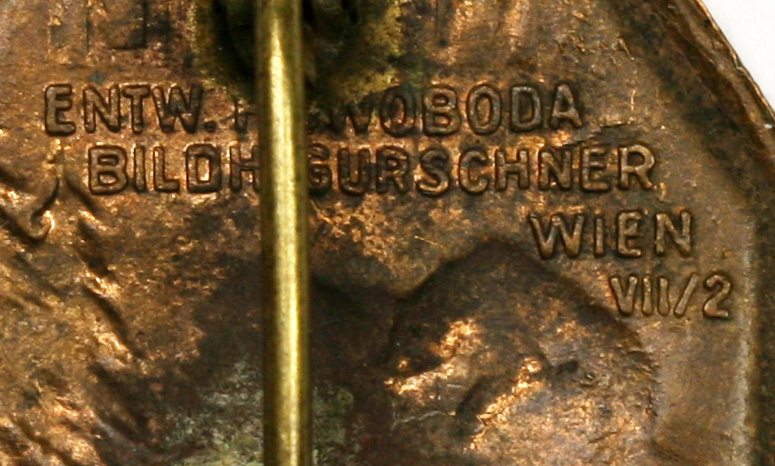 ENTW.
BILDH GURSCHNER,
WIEN
VII/2